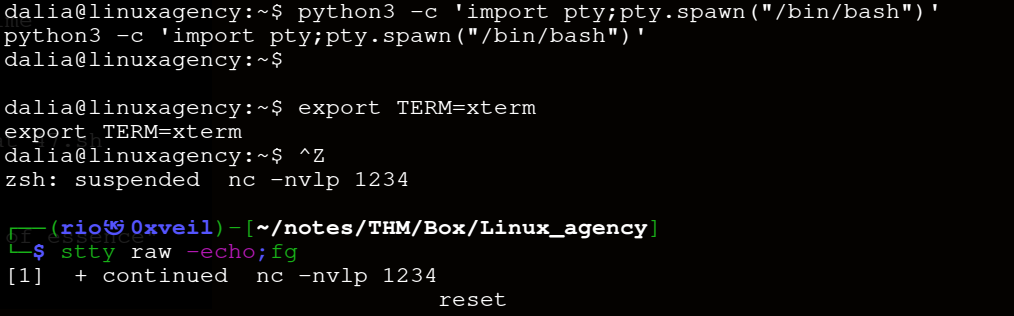 dalia@linuxagency:~$ python3 -c 'import pty;pty.spawn("/bin/bash")'
python3 -c 'import pty;pty.spawn("/bin/bash")'
dalia@linuxagency:~$
dalia@linuxagency:~$ export TERM=xterm
export TERM=xterm
dalia@linuxagency:~$ ^Z
zsh: suspended  nc -nvlp 1234
┌──(rio㉿0xveil)-[~/notes/THM/Box/Linux_agency]
└─$ stty raw -echo;fg
[1]  + continued  nc -nvlp 1234
reset